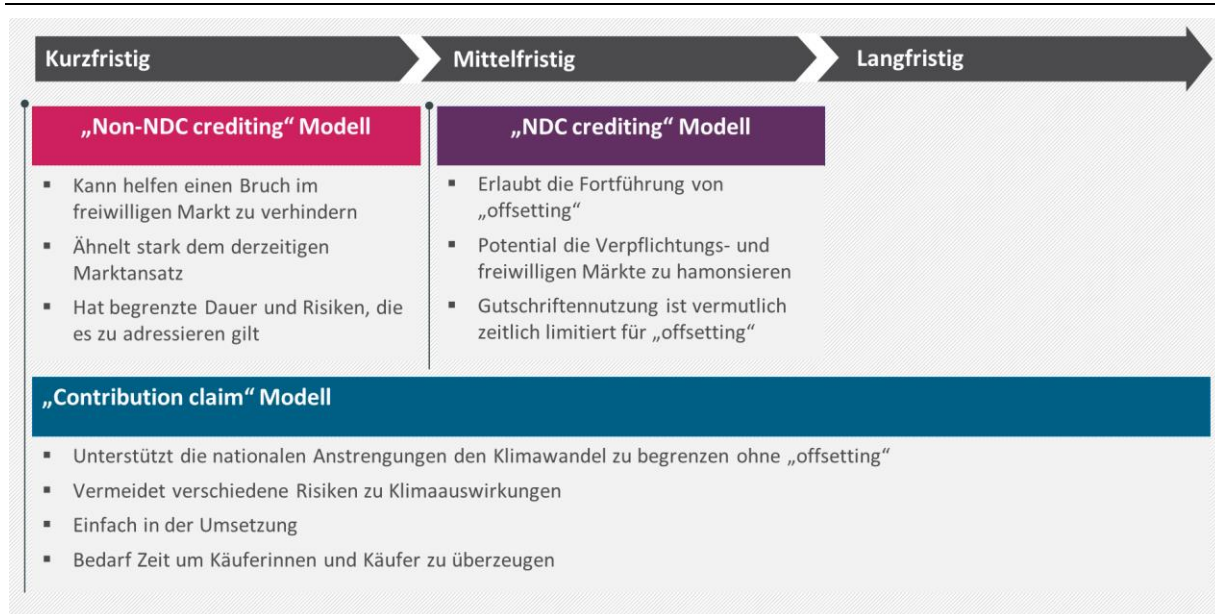 Kurzfristig
Mittelfristig
Langfristig
„Non-NDC crediting“ Modell
▪ Kann helfen einen Bruch im
freiwilligen Markt zu verhindern
▪ Ähnelt stark dem derzeitigen
Marktansatz
▪ Hat begrenzte Dauer und Risiken, die
es zu adressieren gilt
„NDC crediting“ Modell
▪ Erlaubt die Fortführung von
„offsetting“
▪ Potential die Verpflichtungs- und
freiwilligen Märkte zu hamonsieren
▪ Gutschriftennutzung ist vermutlich
zeitlich limitiert für „offsetting“
„Contribution claim“ Modell
▪ Unterstützt die nationalen Anstrengungen den Klimawandel zu begrenzen ohne „offsetting“
▪ Vermeidet verschiedene Risiken zu Klimaauswirkungen
▪ Einfach in der Umsetzung
▪ Bedarf Zeit um Käuferinnen und Käufer zu überzeugen